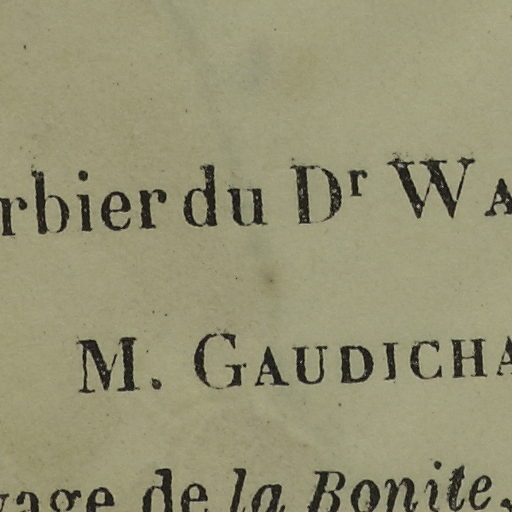 rbier du Dr WA
M. GAUDICHA
yage de la Bonite,